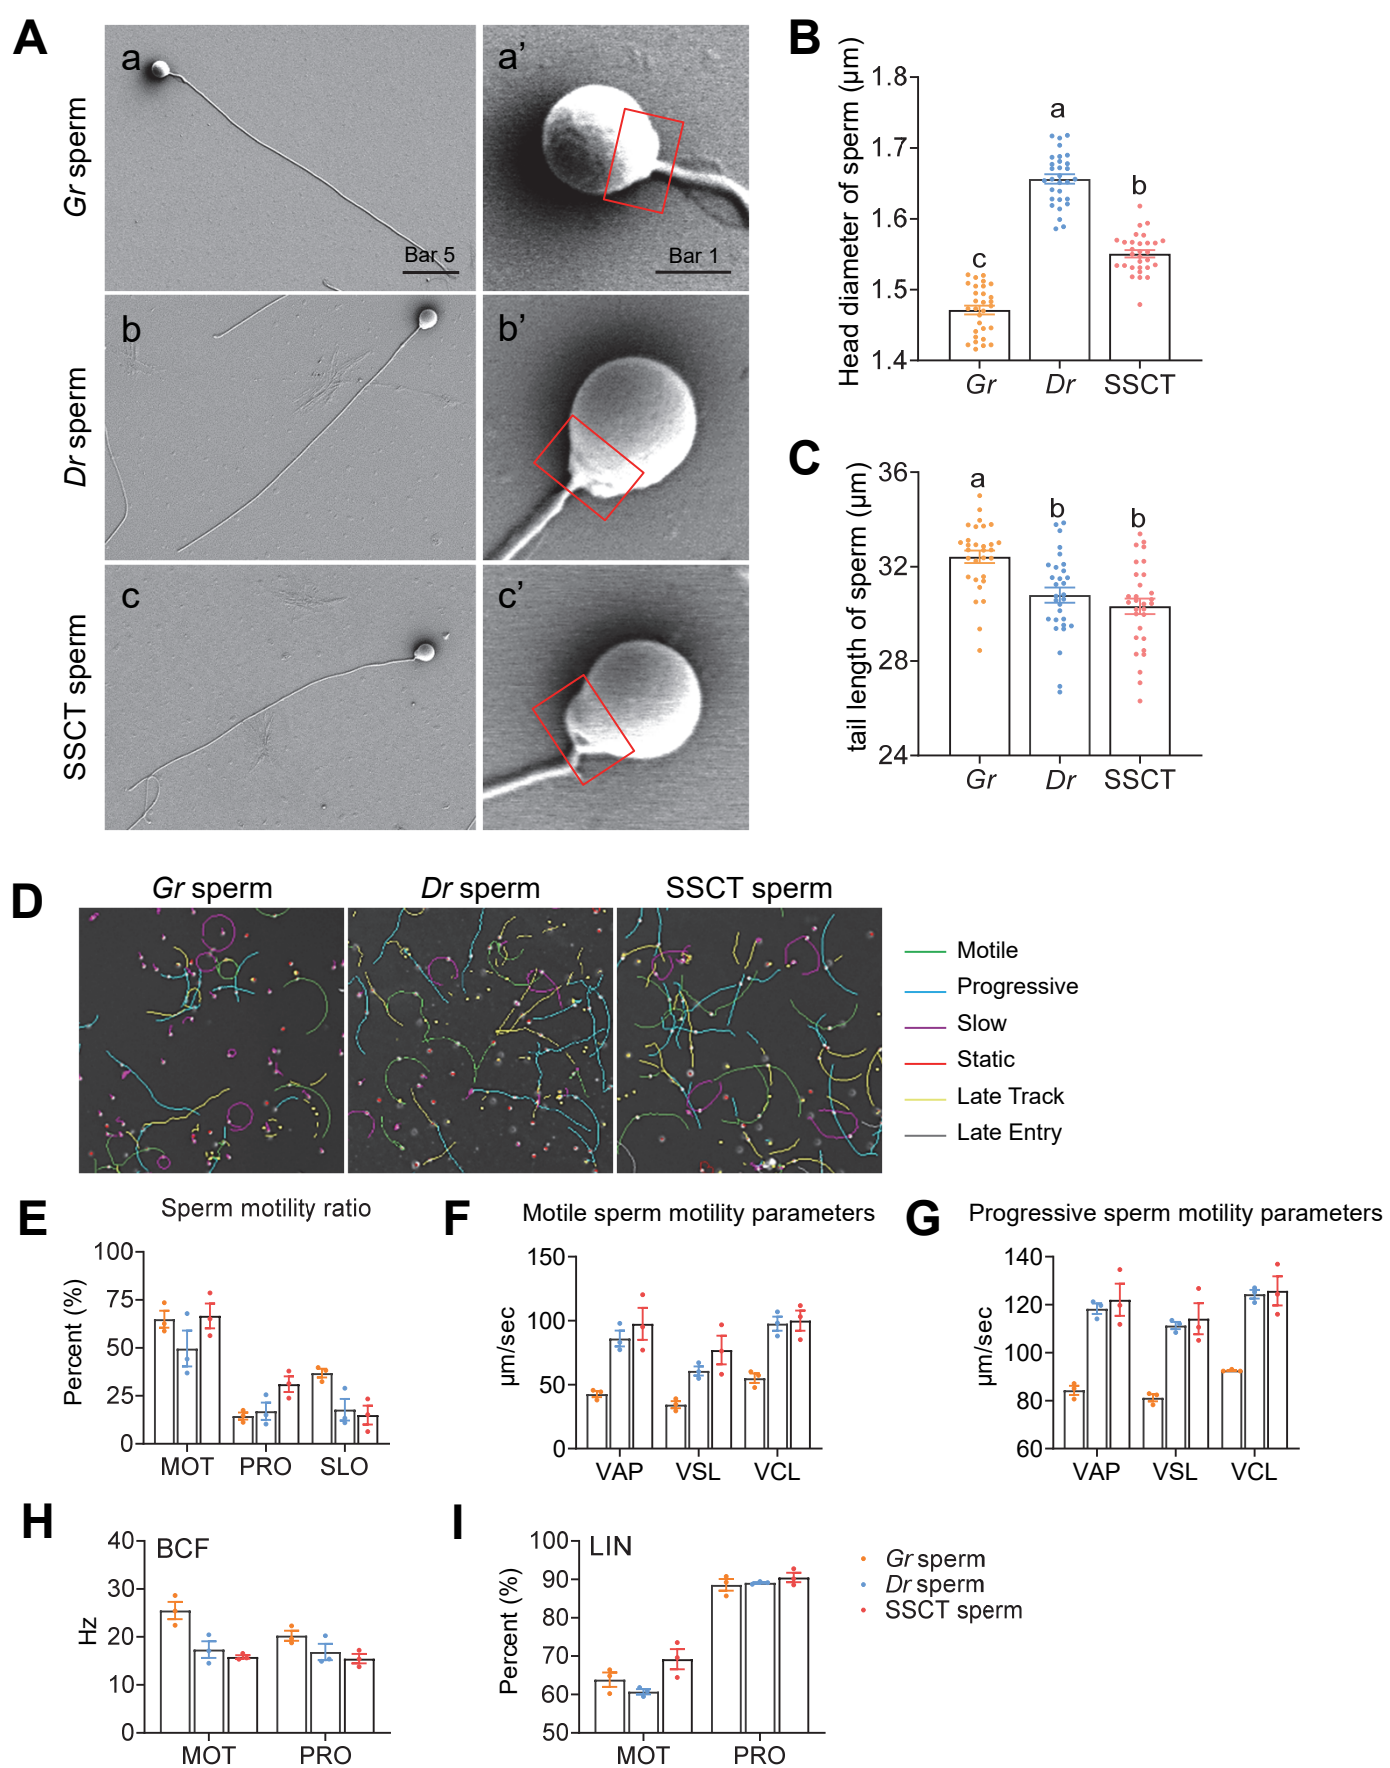 A
a
a’
Gr sperm
Bar 5
Bar 1
b
b’
Dr sperm
c
c’
SSCT sperm
B
Head diameter of sperm (μm)
1.8
1.7
1.6
1.5
1.4
c
a
b
Gr
Dr
SSCT
C
tail length of sperm (μm)
36
32
28
24
a
b
b
Gr
Dr
SSCT
D
Gr sperm
Dr sperm
SSCT sperm
Motile
Progressive
Slow
Static
Late Track
Late Entry
E
Sperm motility ratio
Percent (%)
100
75
50
25
0
MOT
PRO
SLO
F
Motile sperm motility parameters
μm/sec
150
100
50
0
VAP
VSL
VCL
G
Progressive sperm motility parameters
μm/sec
140
120
100
80
60
VAP
VSL
VCL
H
BCF
Hz
40
30
20
10
0
MOT
PRO
I
LIN
Percent (%)
100
90
80
70
60
50
MOT
PRO
Gr sperm
Dr sperm
SSCT sperm